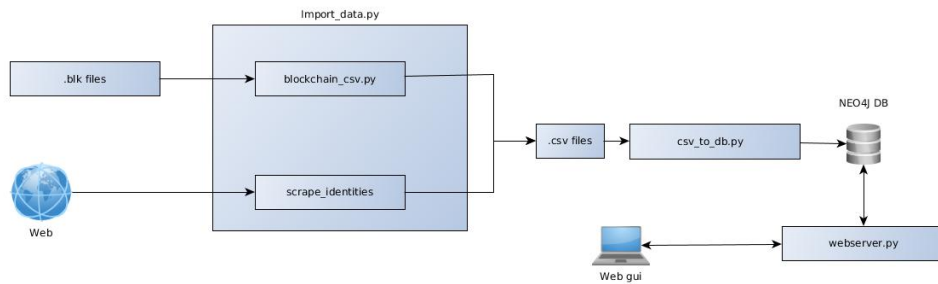 Import_data.py
.blk files
blockchain_csv.py
NEO4J DB
.csv files
csv_to_db.py
scrape_identities
Web
webserver.py
Web gui